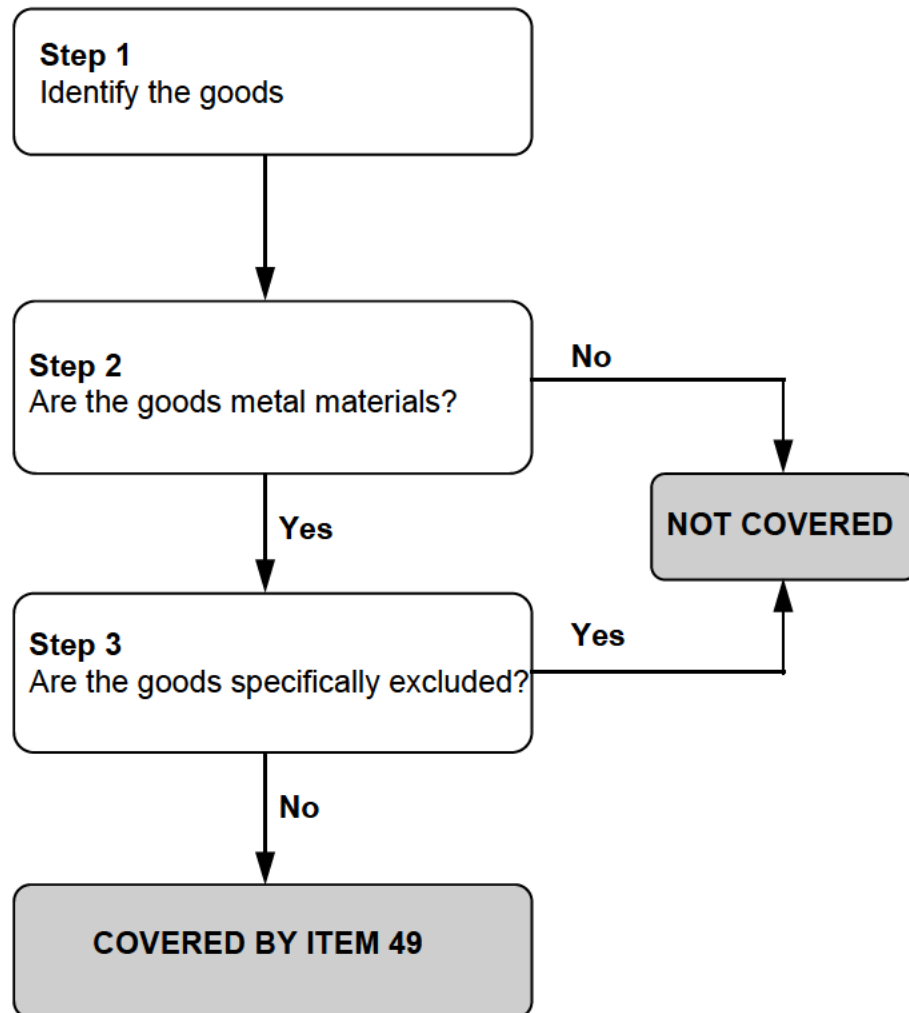 Step 1
Identify the goods
Step 2
Are the goods metal materials?
No
NOT COVERED
Yes
Step 3
Are the goods specifically excluded?
Yes
No
COVERED BY ITEM 49